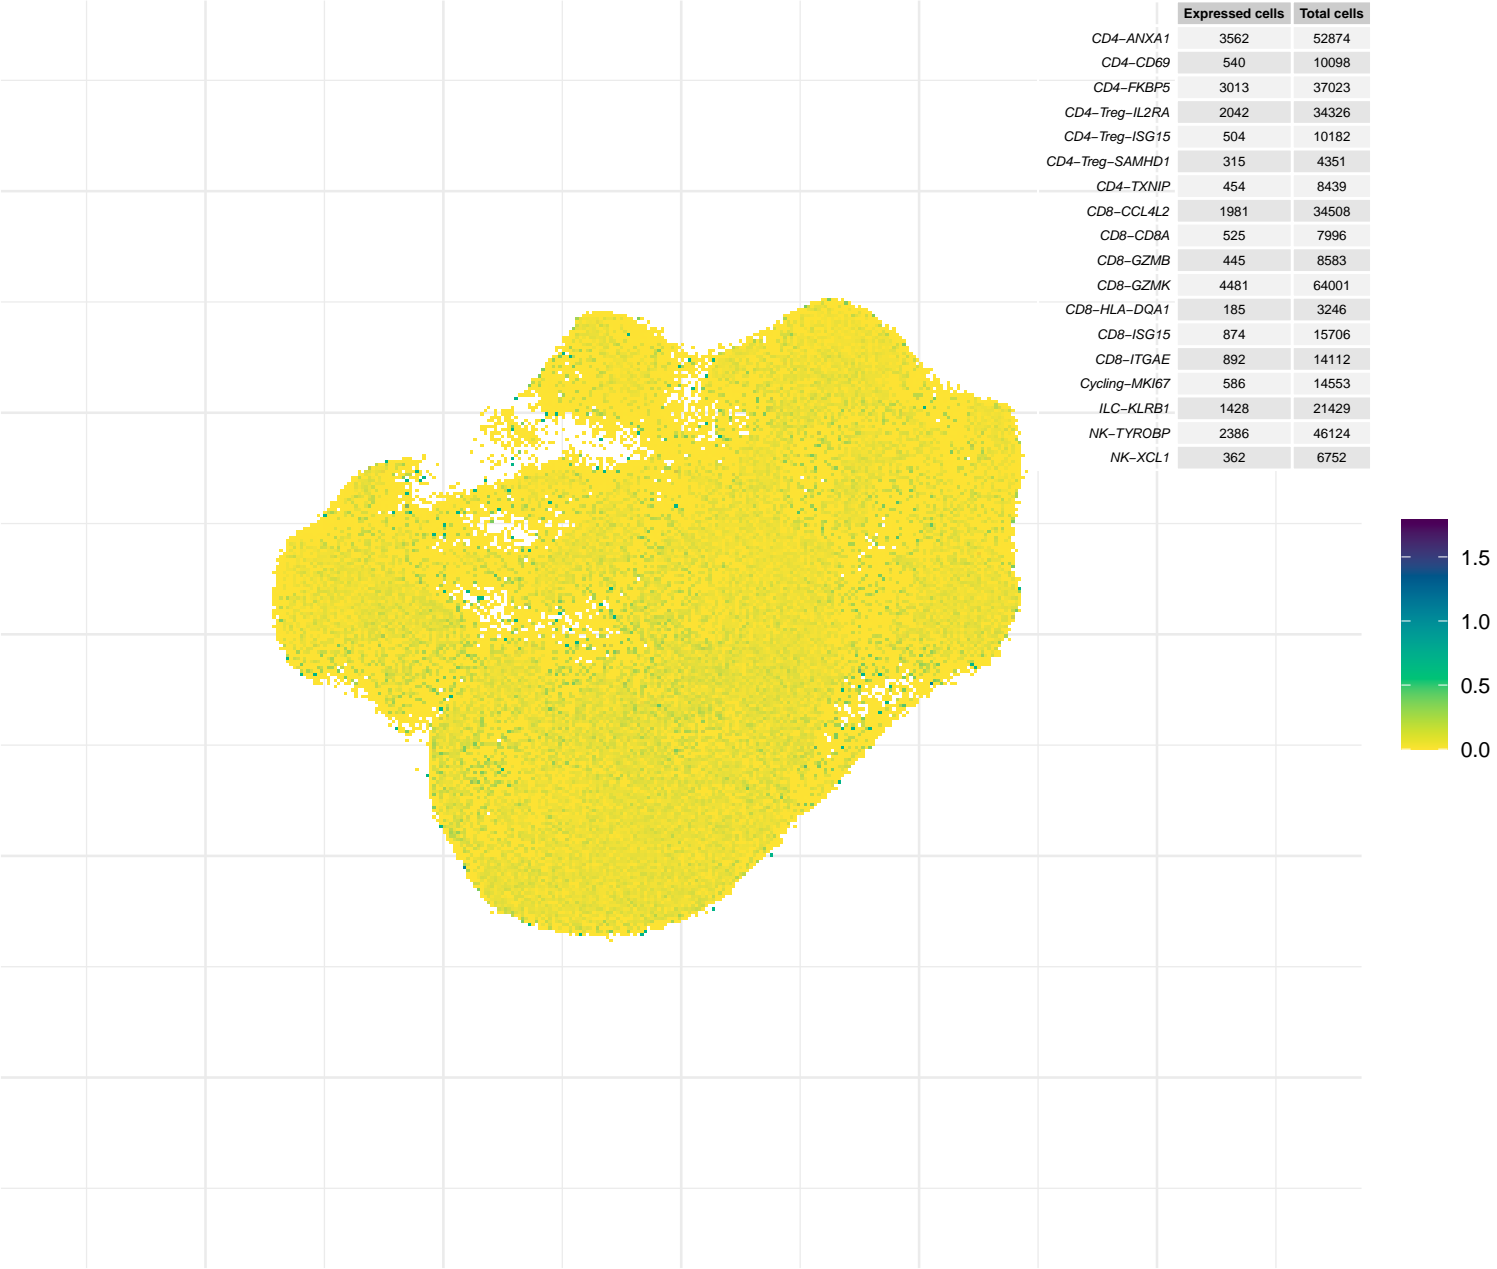 Expressed cells Total cells
CD4−ANXA1 3562 52874
CD4−CD69 540 10098
CD4−FKBP5 3013 37023
CD4−Treg−IL2RA 2042 34326
CD4−Treg−ISG15 504 10182
CD4−Treg−SAMHD1 315 4351
CD4−TXNIP 454 8439
CD8−CCL4L2 1981 34508
CD8−CD8A 525 7996
CD8−GZMB 445 8583
CD8−GZMK 4481 64001
CD8−HLA−DQA1 185 3246
CD8−ISG15 874 15706
CD8−ITGAE 892 14112
Cycling−MKI67 586 14553
ILC−KLRB1 1428 21429
NK−TYROBP 2386 46124
NK−XCL1 362 6752
1.5
1.0
0.5
0.0